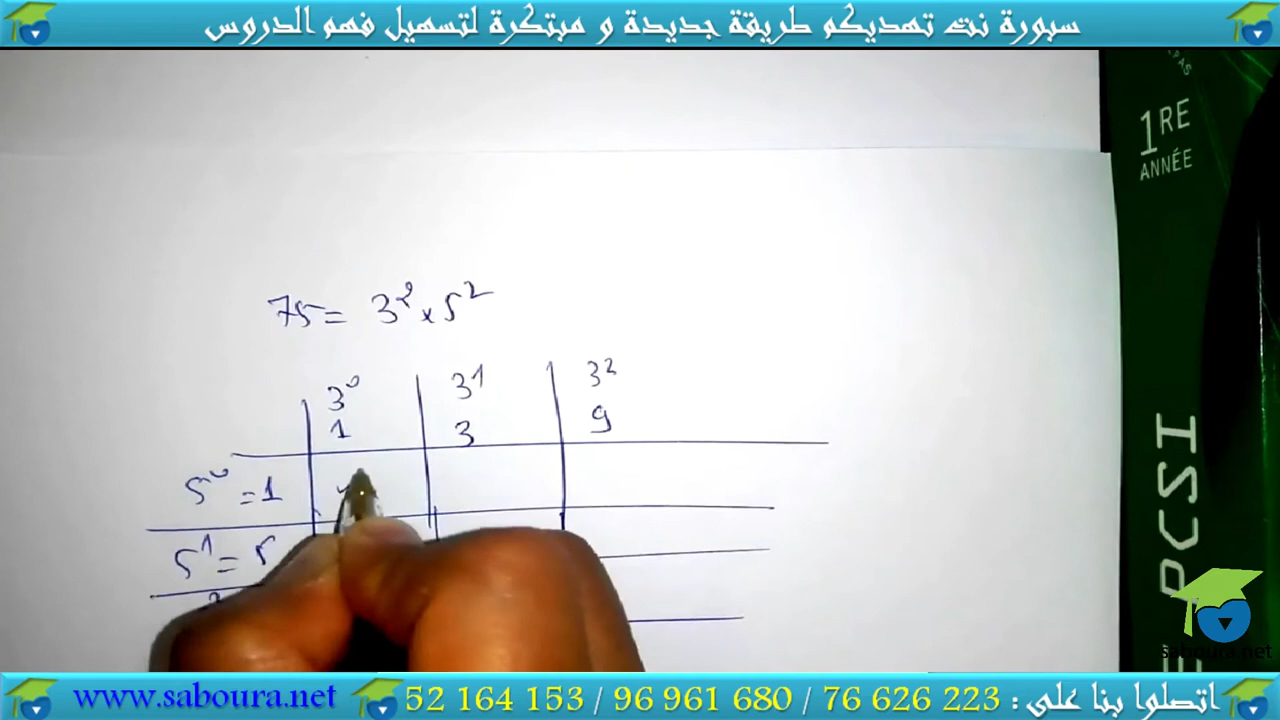 سبورة نت تهديكم طريقة جديدة و مبتكرة لتسهيل فهم الدروس
1RE
ANNÉE
75 = 3² × 5²
3⁰ 3¹ 3²
1 3 9
5⁰ = 1
5¹ = 5
saboura.net
www.saboura.net 52 164 153 / 96 961 680 / 76 626 223 : اتصلوا بنا على